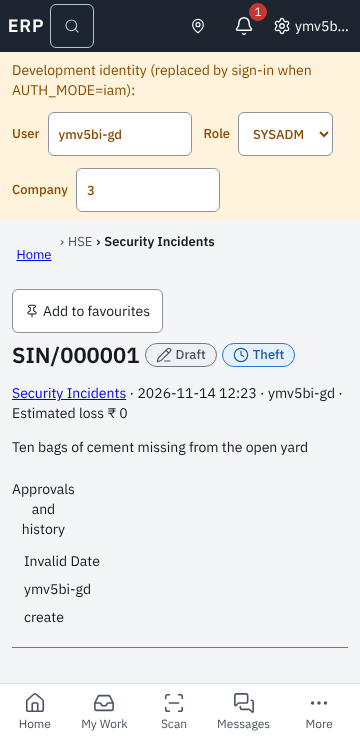 ERP
1
ymv5b...
Development identity (replaced by sign-in when
AUTH_MODE=iam):
User ymv5bi-gd Role SYSADM
Company 3
Home › HSE › Security Incidents
Add to favourites
SIN/000001 Draft Theft
Security Incidents · 2026-11-14 12:23 · ymv5bi-gd ·
Estimated loss ₹ 0
Ten bags of cement missing from the open yard
Approvals
and
history
Invalid Date
ymv5bi-gd
create
Home My Work Scan Messages More